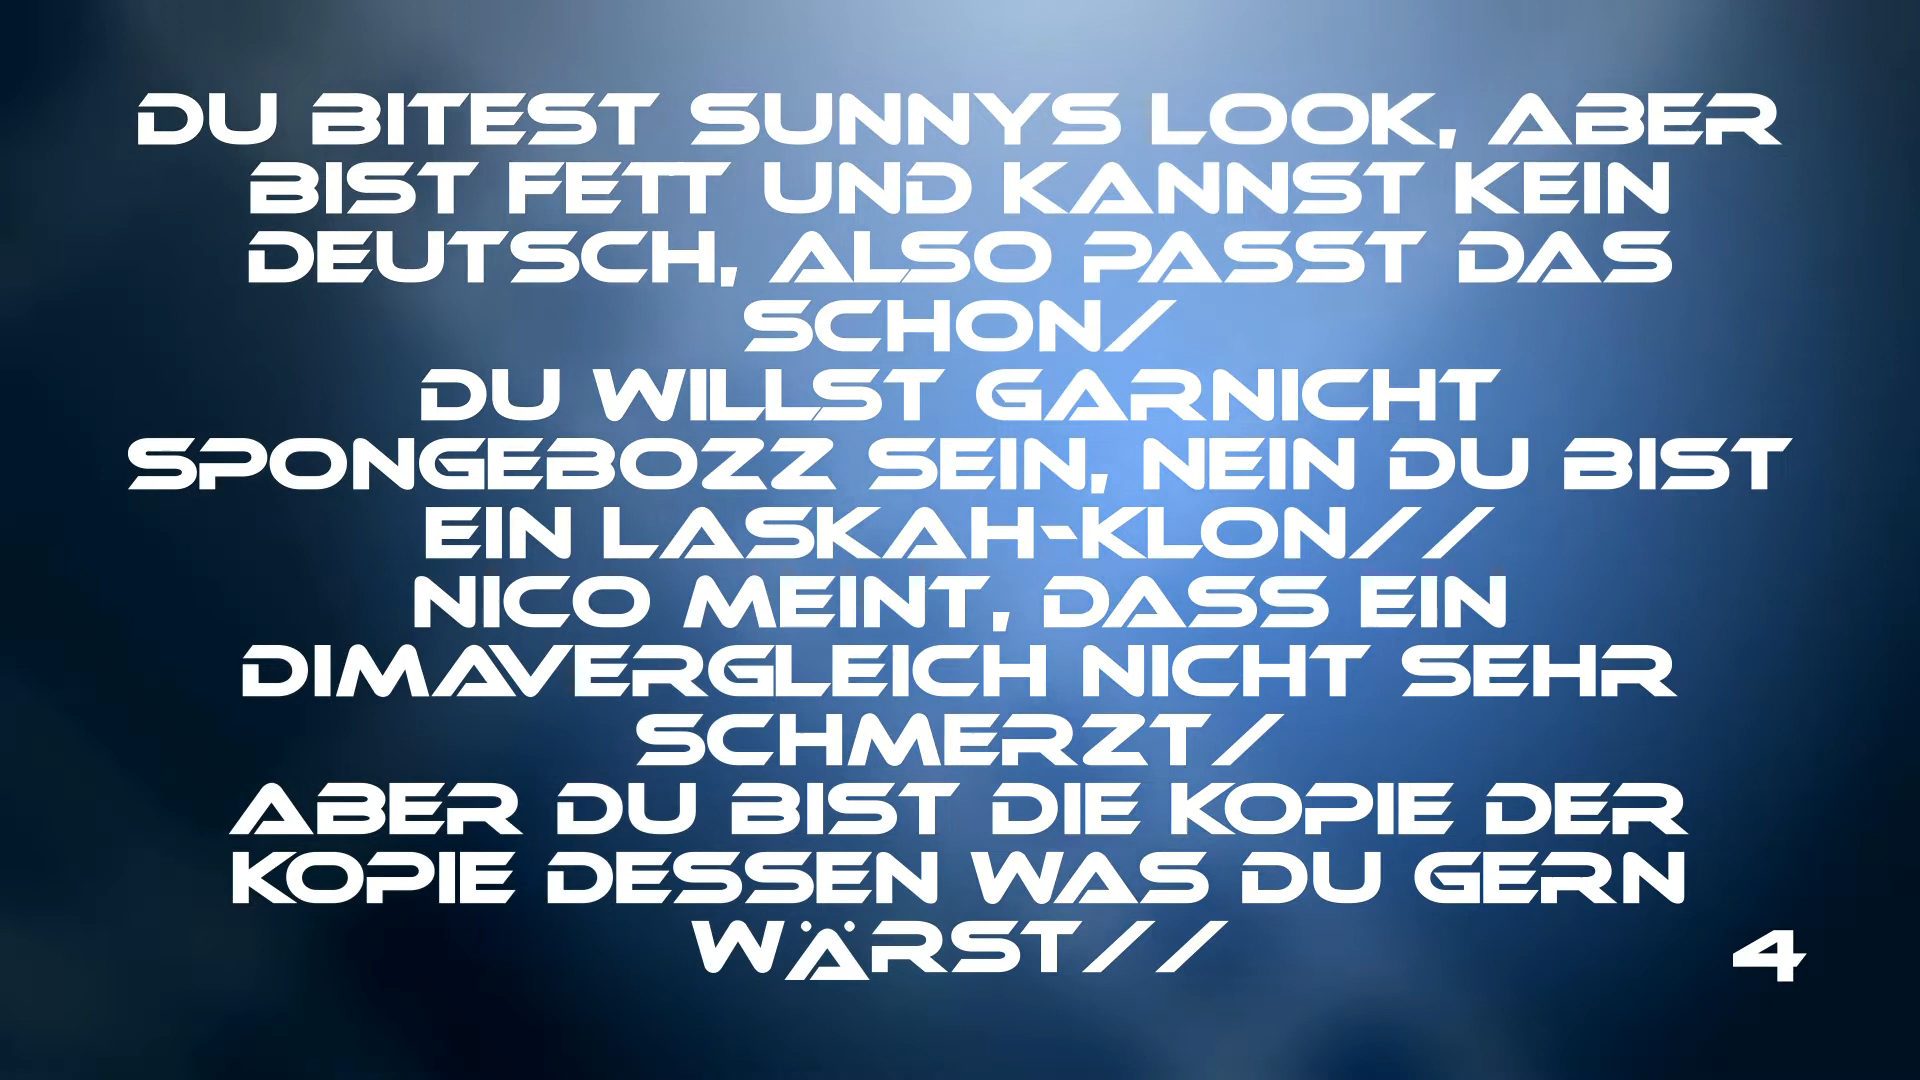 DU BITEST SUNNYS LOOK, ABER
BIST FETT UND KANNST KEIN
DEUTSCH, ALSO PASST DAS
SCHON/
DU WILLST GARNICHT
SPONGEBOZZ SEIN, NEIN DU BIST
EIN LASKAH-KLON//
NICO MEINT, DASS EIN
DIMAVERGLEICH NICHT SEHR
SCHMERZT/
ABER DU BIST DIE KOPIE DER
KOPIE DESSEN WAS DU GERN
WÄRST//
4